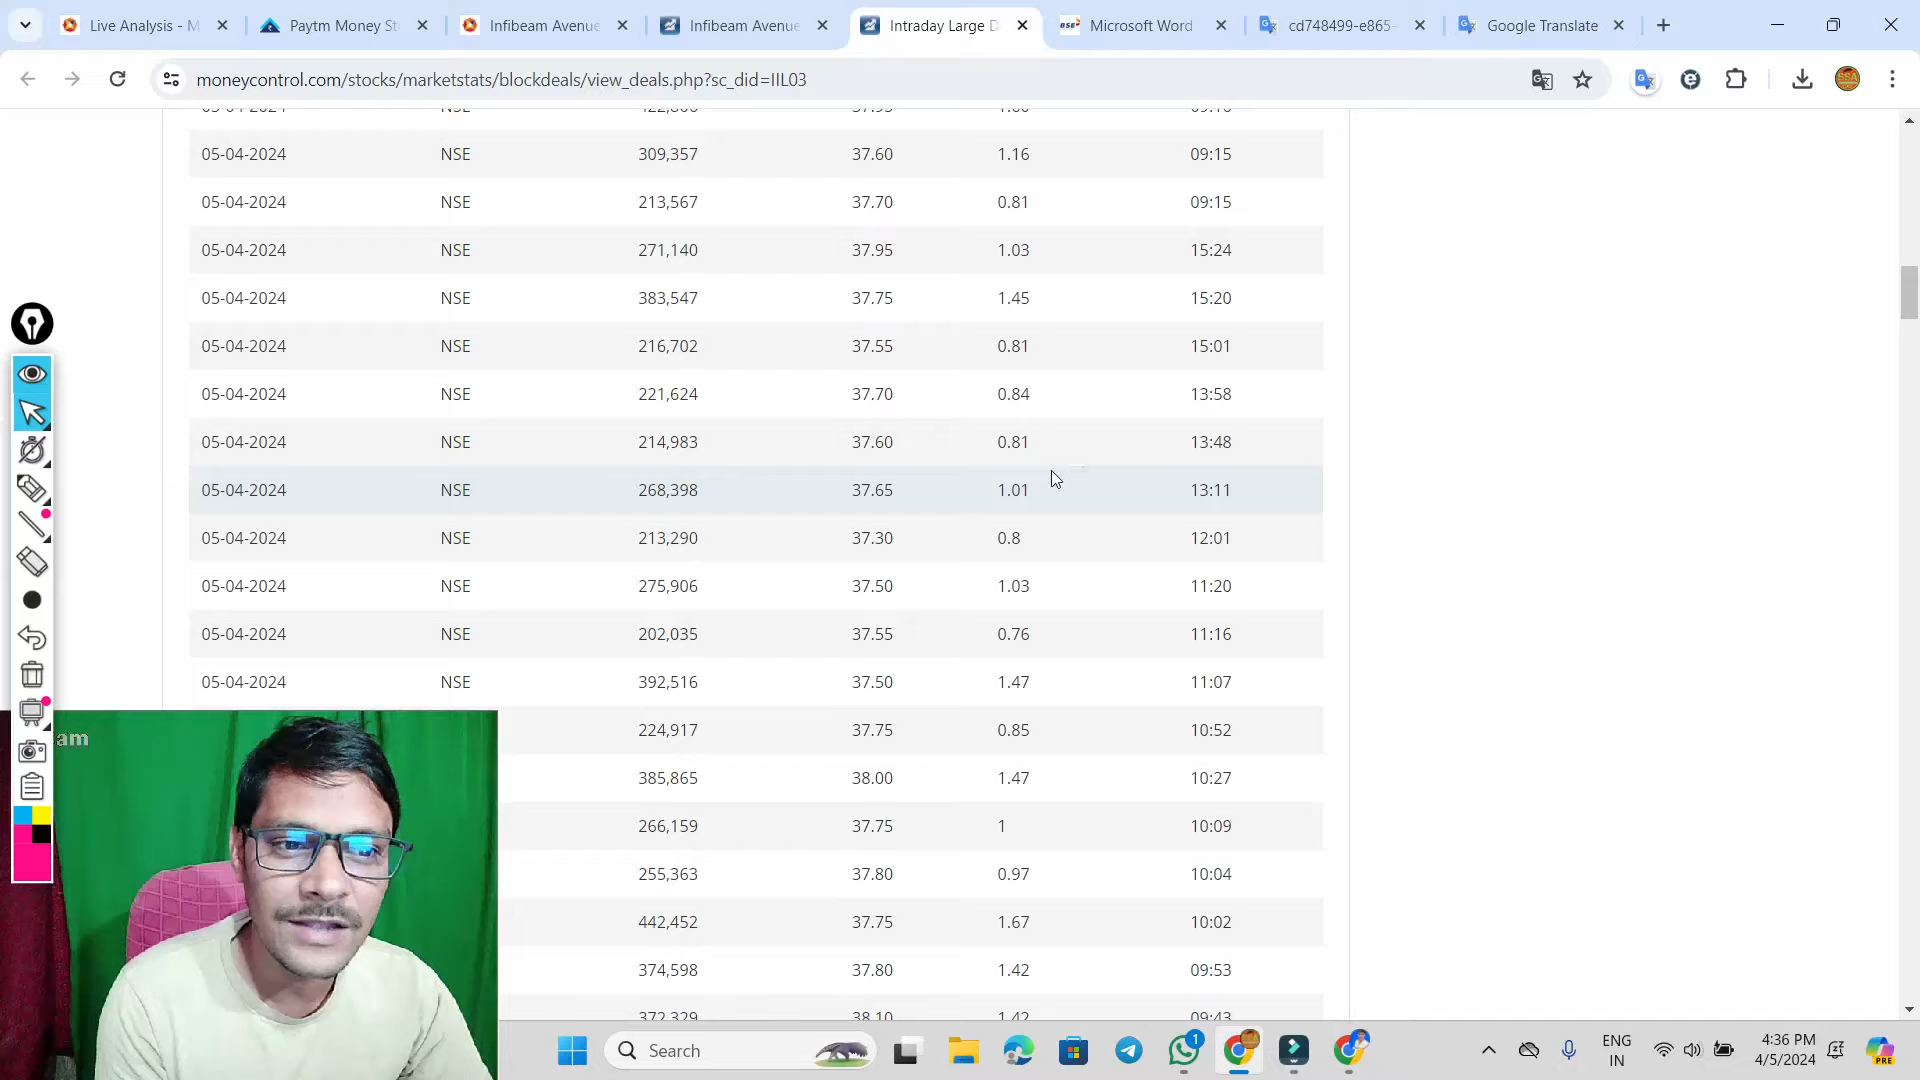 Live Analysis - M
Paytm Money St
Infibeam Avenue
Infibeam Avenue
Intraday Large D
BSE
Microsoft Word
cd748499-e865-
Google Translate
moneycontrol.com/stocks/marketstats/blockdeals/view_deals.php?sc_did=IIL03
05-04-2024 NSE 309,357 37.60 1.16 09:15
05-04-2024 NSE 213,567 37.70 0.81 09:15
05-04-2024 NSE 271,140 37.95 1.03 15:24
05-04-2024 NSE 383,547 37.75 1.45 15:20
05-04-2024 NSE 216,702 37.55 0.81 15:01
05-04-2024 NSE 221,624 37.70 0.84 13:58
05-04-2024 NSE 214,983 37.60 0.81 13:48
05-04-2024 NSE 268,398 37.65 1.01 13:11
05-04-2024 NSE 213,290 37.30 0.8 12:01
05-04-2024 NSE 275,906 37.50 1.03 11:20
05-04-2024 NSE 202,035 37.55 0.76 11:16
05-04-2024 NSE 392,516 37.50 1.47 11:07
224,917 37.75 0.85 10:52
385,865 38.00 1.47 10:27
266,159 37.75 1 10:09
255,363 37.80 0.97 10:04
442,452 37.75 1.67 10:02
374,598 37.80 1.42 09:53
372,329 38.10 1.42 09:43
am
Search
1
ENG
IN
4:36 PM
4/5/2024
PRE